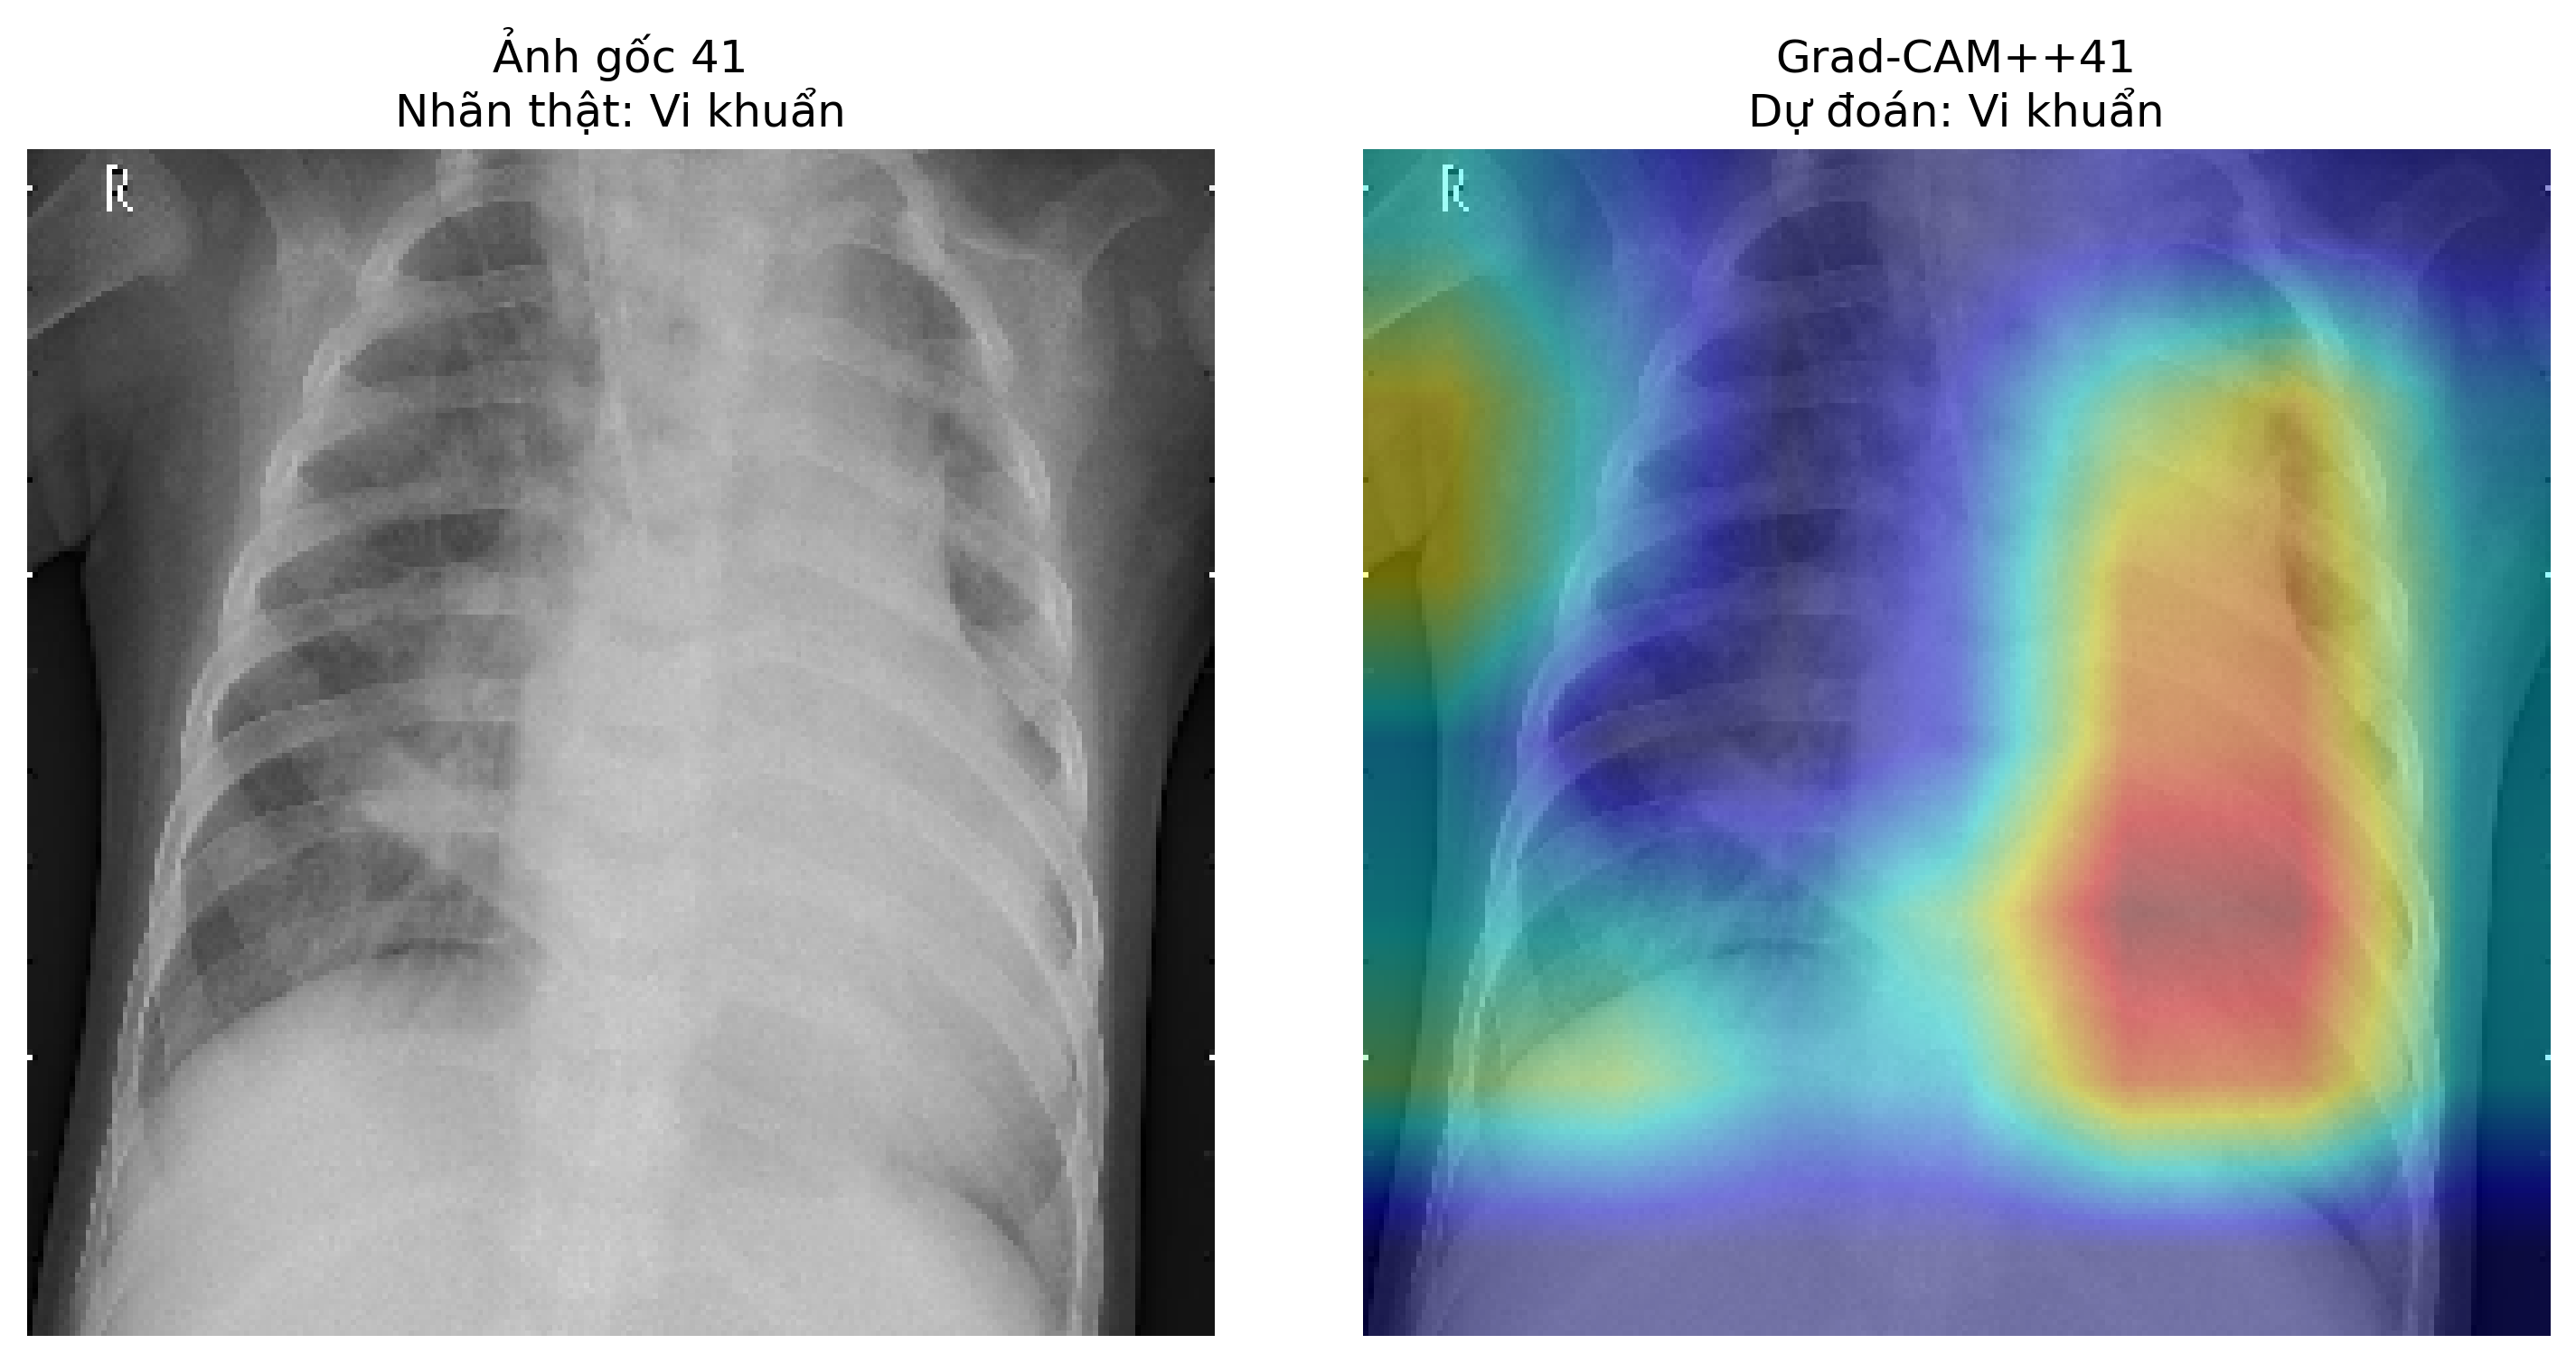 Ảnh gốc 41
Nhãn thật: Vi khuẩn
Grad-CAM++41
Dự đoán: Vi khuẩn
R
R